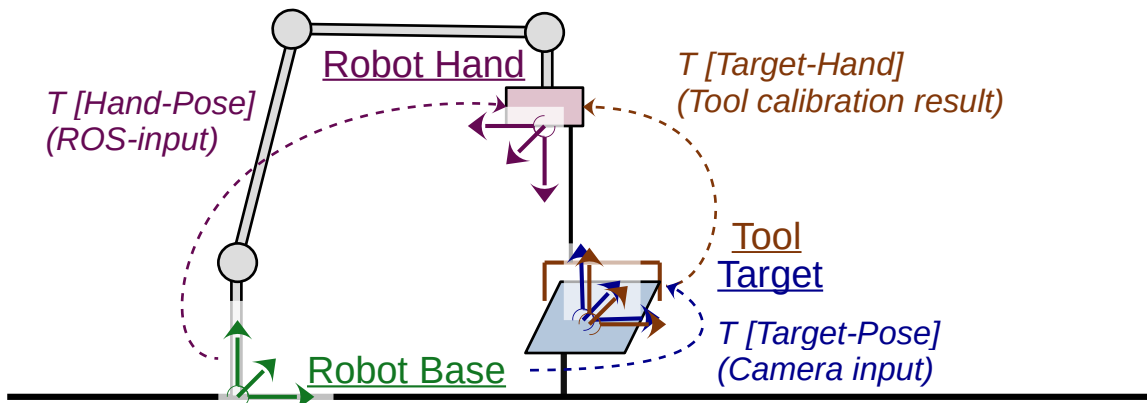 Robot Hand
T [Target-Hand]
(Tool calibration result)
T [Hand-Pose]
(ROS-input)
Tool
Target
T [Target-Pose]
(Camera input)
Robot Base